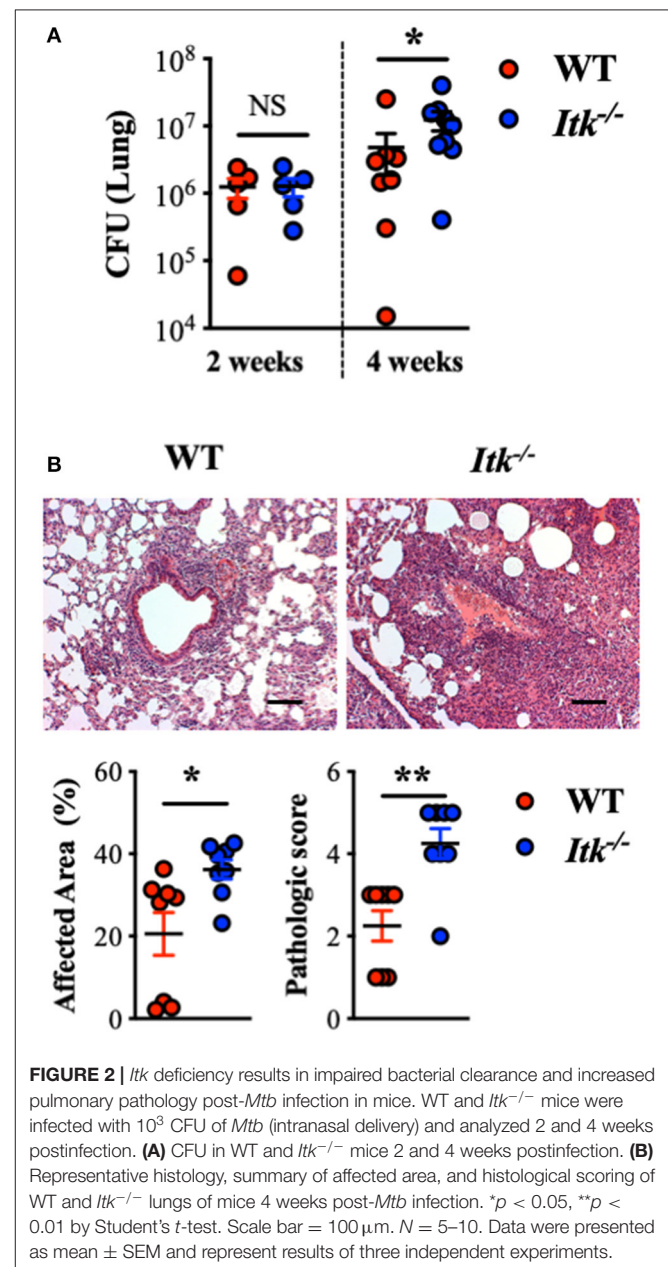 A
10⁸
10⁷
10⁶
10⁵
10⁴
CFU (Lung)
NS
*
WT
Itk⁻/⁻
2 weeks
4 weeks
B
WT
Itk⁻/⁻
60
40
20
0
Affected Area (%)
*
6
4
2
0
Pathologic score
**
WT
Itk⁻/⁻
FIGURE 2 | Itk deficiency results in impaired bacterial clearance and increased
pulmonary pathology post-Mtb infection in mice. WT and Itk⁻/⁻ mice were
infected with 10³ CFU of Mtb (intranasal delivery) and analyzed 2 and 4 weeks
postinfection. (A) CFU in WT and Itk⁻/⁻ mice 2 and 4 weeks postinfection. (B)
Representative histology, summary of affected area, and histological scoring of
WT and Itk⁻/⁻ lungs of mice 4 weeks post-Mtb infection. *p < 0.05, **p <
0.01 by Student's t-test. Scale bar = 100 μm. N = 5–10. Data were presented
as mean ± SEM and represent results of three independent experiments.